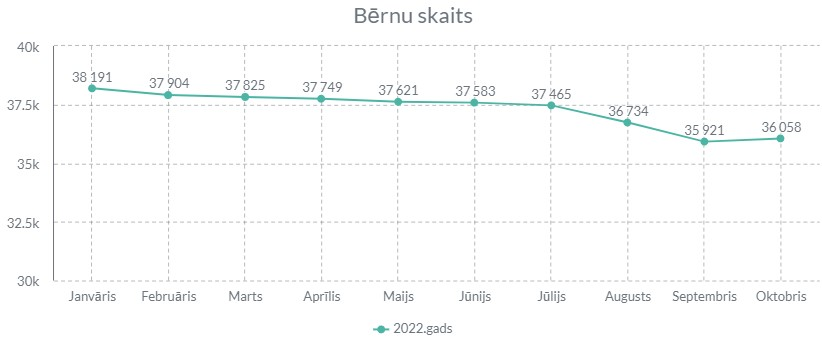 Bērnu skaits
40k
37.5k
35k
32.5k
30k
38 191
37 904
37 825
37 749
37 621
37 583
37 465
36 734
35 921
36 058
Janvāris Februāris Marts Aprīlis Maijs Jūnijs Jūlijs Augusts Septembris Oktobris
2022.gads